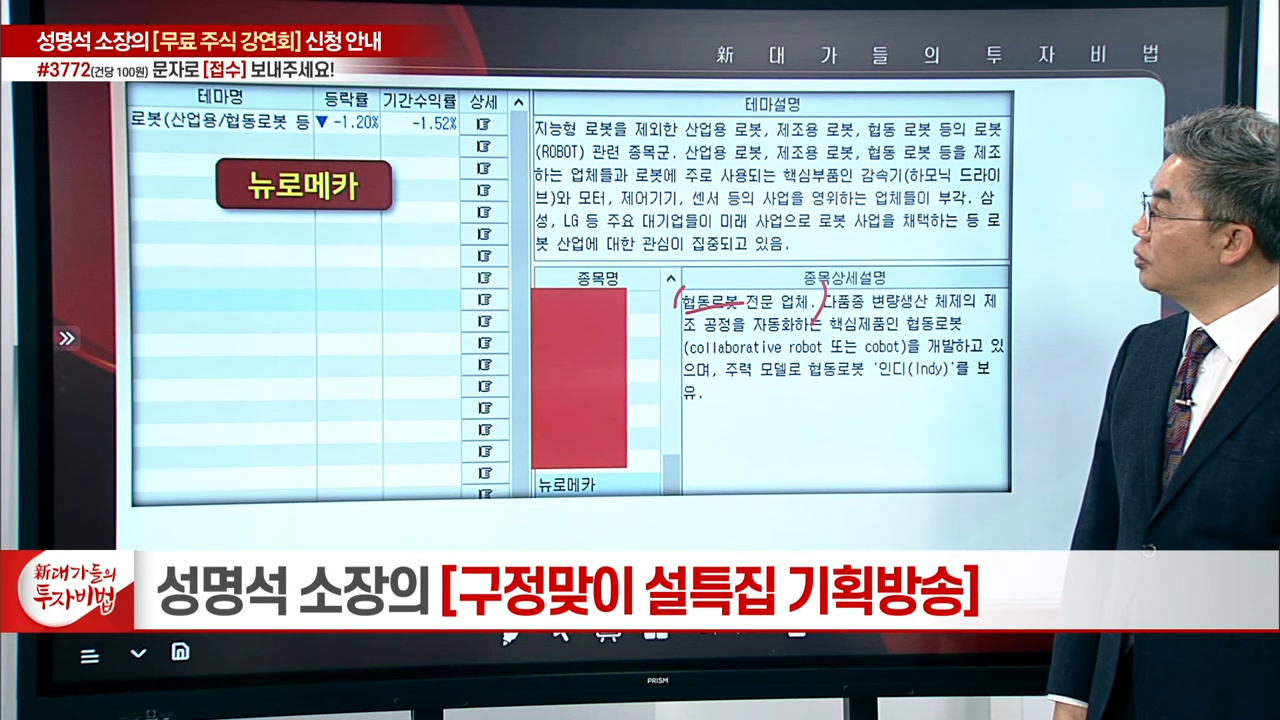 성명석 소장의 [무료 주식 강연회] 신청 안내
#3772(건당 100원) 문자로 [접수] 보내주세요!
新 대가들의 투자비법
테마명 등락률 기간수익률 상세
로봇(산업용/협동로봇 등 ▼ -1.20% -1.52%
뉴로메카
테마설명
지능형 로봇을 제외한 산업용 로봇, 제조용 로봇, 협동 로봇 등의 로봇
(ROBOT) 관련 종목군. 산업용 로봇, 제조용 로봇, 협동 로봇 등을 제조
하는 업체들과 로봇에 주로 사용되는 핵심부품인 감속기(하모닉 드라이
브)와 모터, 제어기기, 센서 등의 사업을 영위하는 업체들이 부각. 삼
성, LG 등 주요 대기업들이 미래 사업으로 로봇 사업을 채택하는 등 로
봇 산업에 대한 관심이 집중되고 있음.
종목명
뉴로메카
종목상세설명
협동로봇 전문 업체. 다품종 변량생산 체제의 제
조 공정을 자동화하는 핵심제품인 협동로봇
(collaborative robot 또는 cobot)을 개발하고 있
으며, 주력 모델로 협동로봇 '인디(Indy)'를 보
유.
新대가들의
투자비법
성명석 소장의 [구정맞이 설특집 기획방송]
PRISM